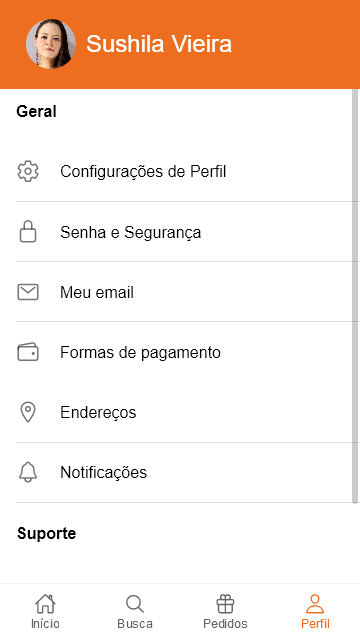 Sushila Vieira
Geral
Configurações de Perfil
Senha e Segurança
Meu email
Formas de pagamento
Endereços
Notificações
Suporte
Início
Busca
Pedidos
Perfil